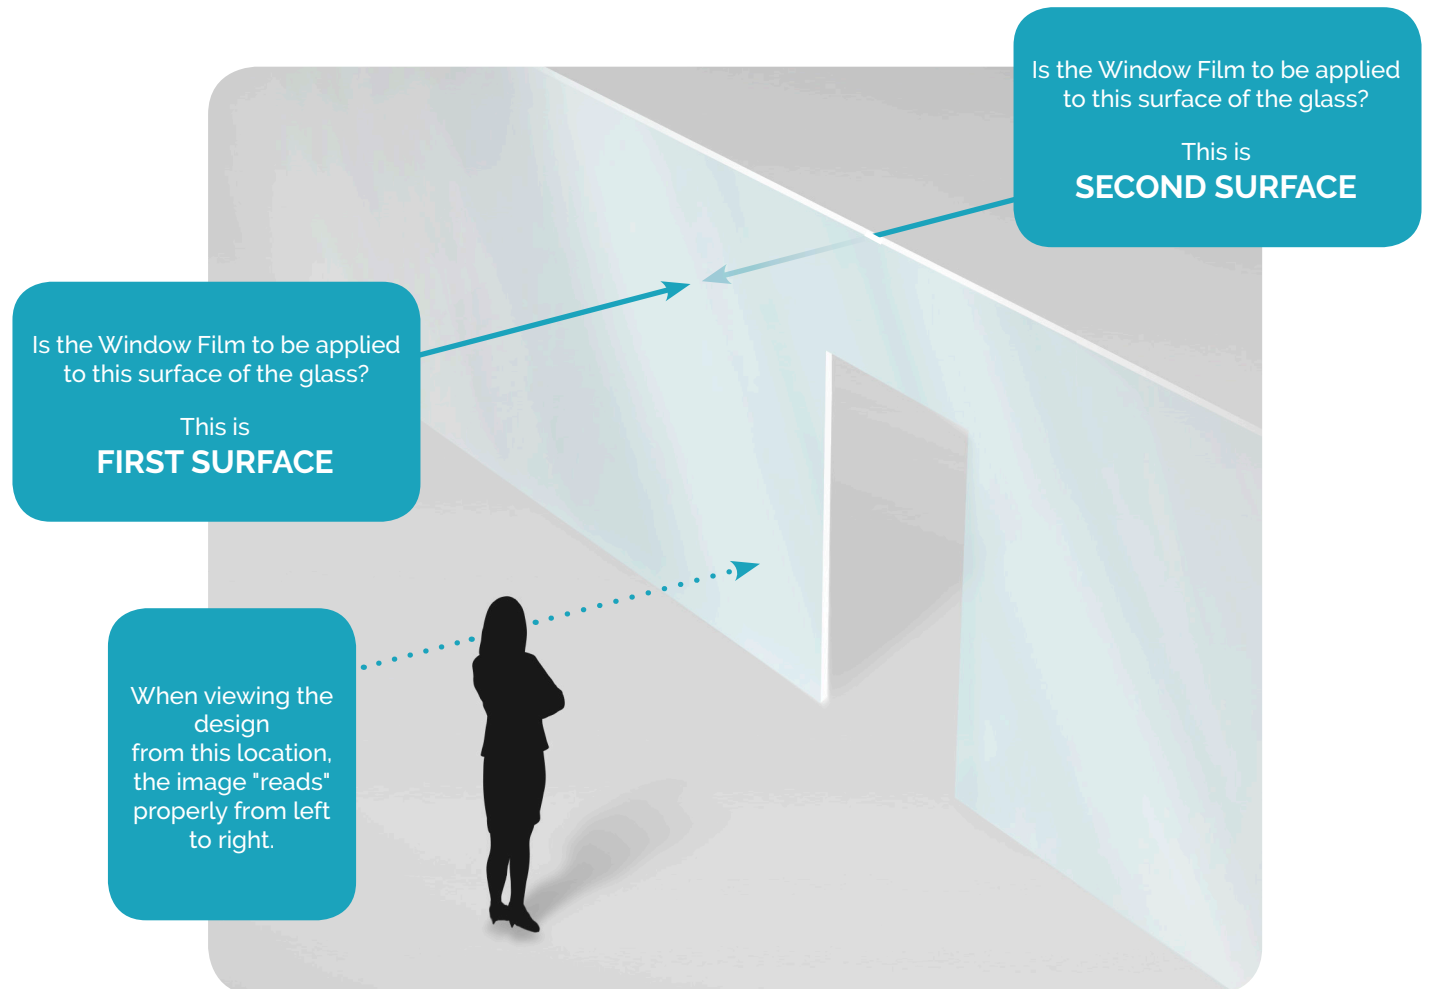 Is the Window Film to be applied
to this surface of the glass?
This is
SECOND SURFACE
Is the Window Film to be applied
to this surface of the glass?
This is
FIRST SURFACE
When viewing the
design
from this location,
the image "reads"
properly from left
to right.